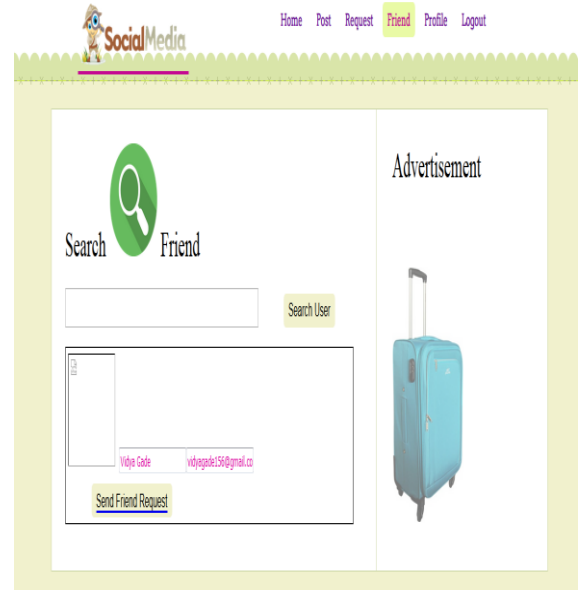 SocialMedia
Home Post Request Friend Profile Logout
Search Friend
Advertisement
Search User
Vidya Gade vidyagade156@gmail.co
Send Friend Request